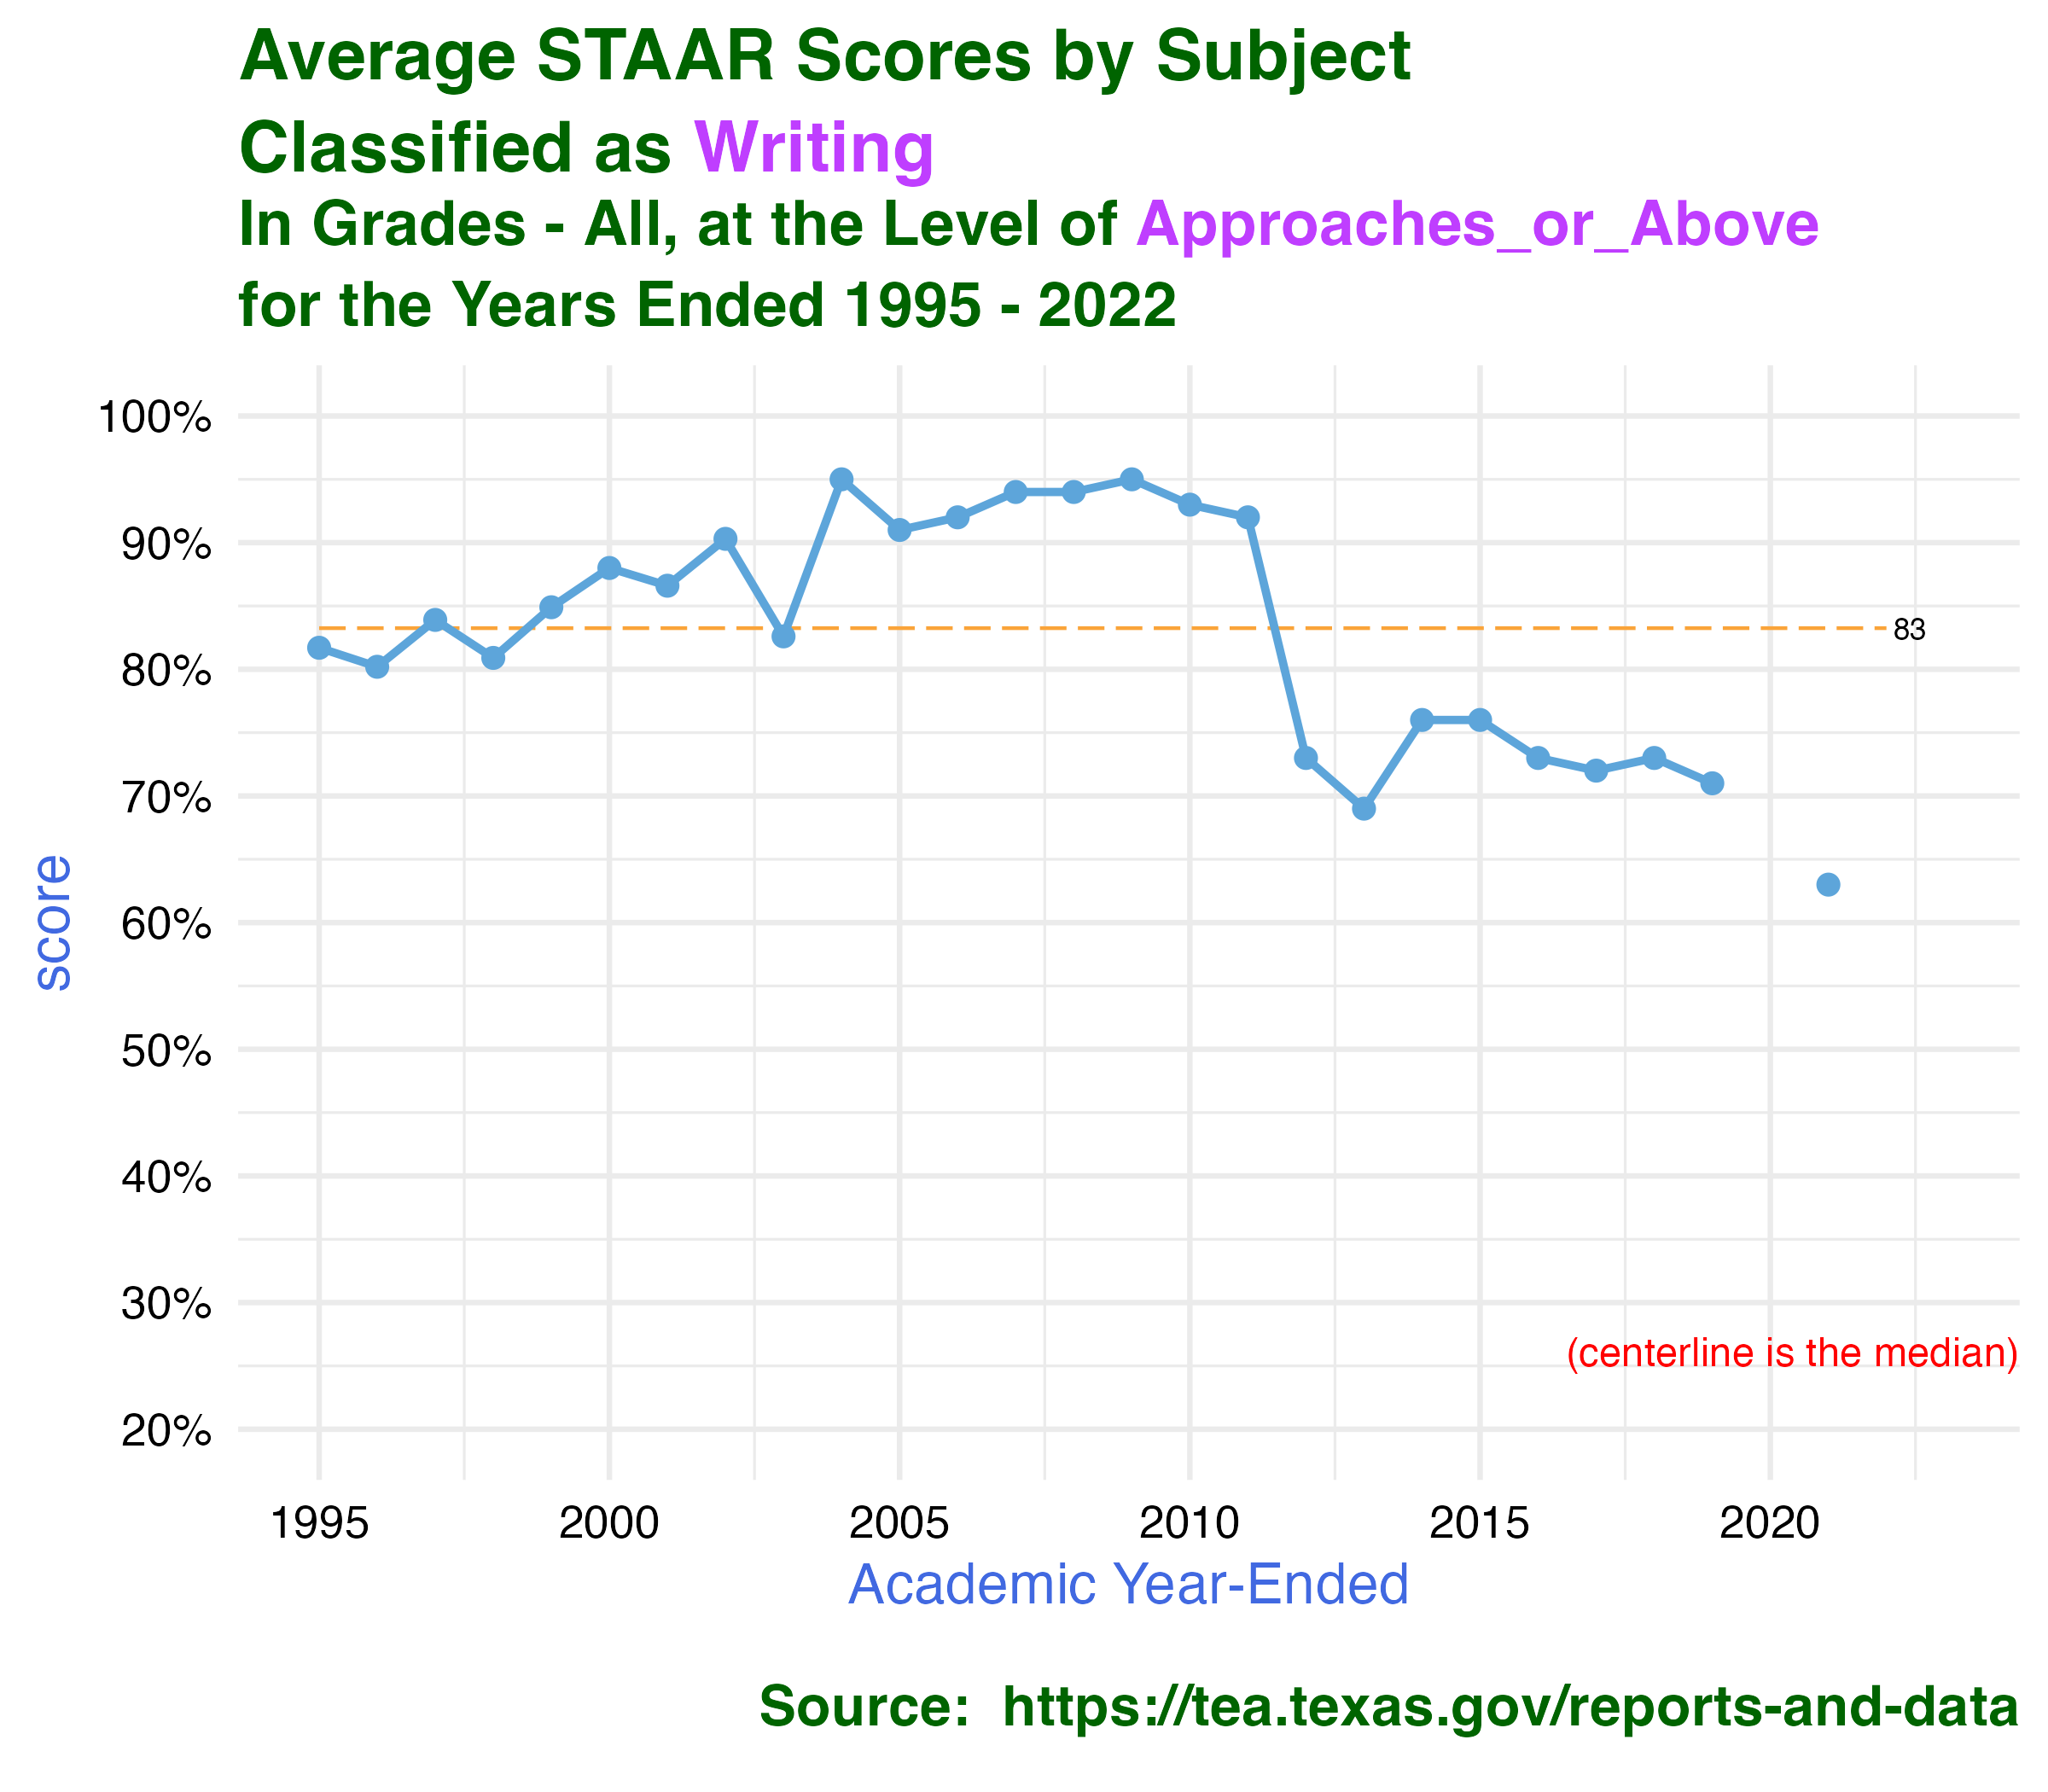 Average STAAR Scores by Subject
Classified as Writing
In Grades - All, at the Level of Approaches_or_Above
for the Years Ended 1995 - 2022
100%
90%
80%
70%
60%
50%
40%
30%
20%
score
83
(centerline is the median)
1995 2000 2005 2010 2015 2020
Academic Year-Ended
Source:  https://tea.texas.gov/reports-and-data